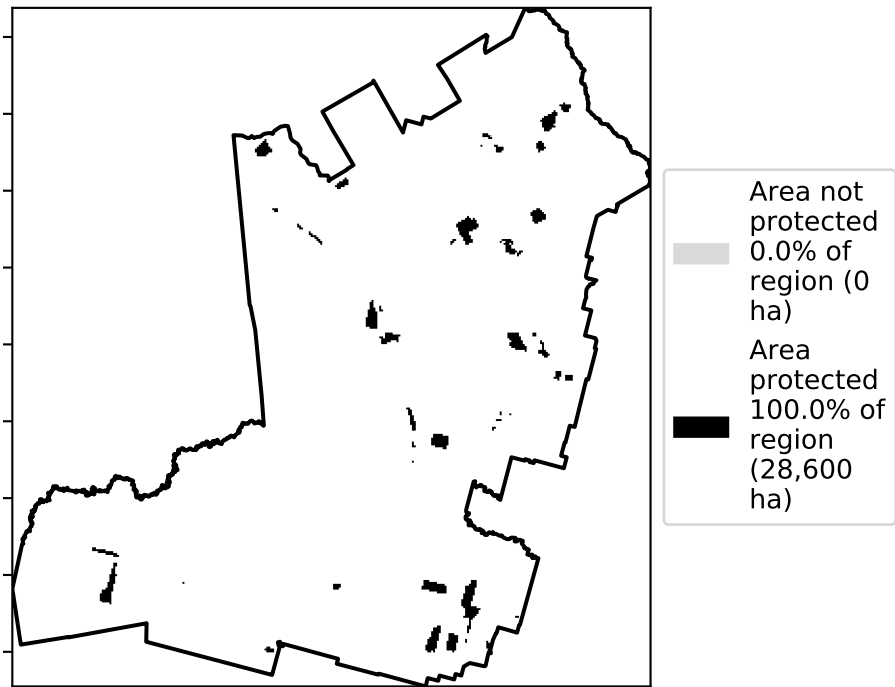 Area not
protected
0.0% of
region (0
ha)
Area
protected
100.0% of
region
(28,600
ha)